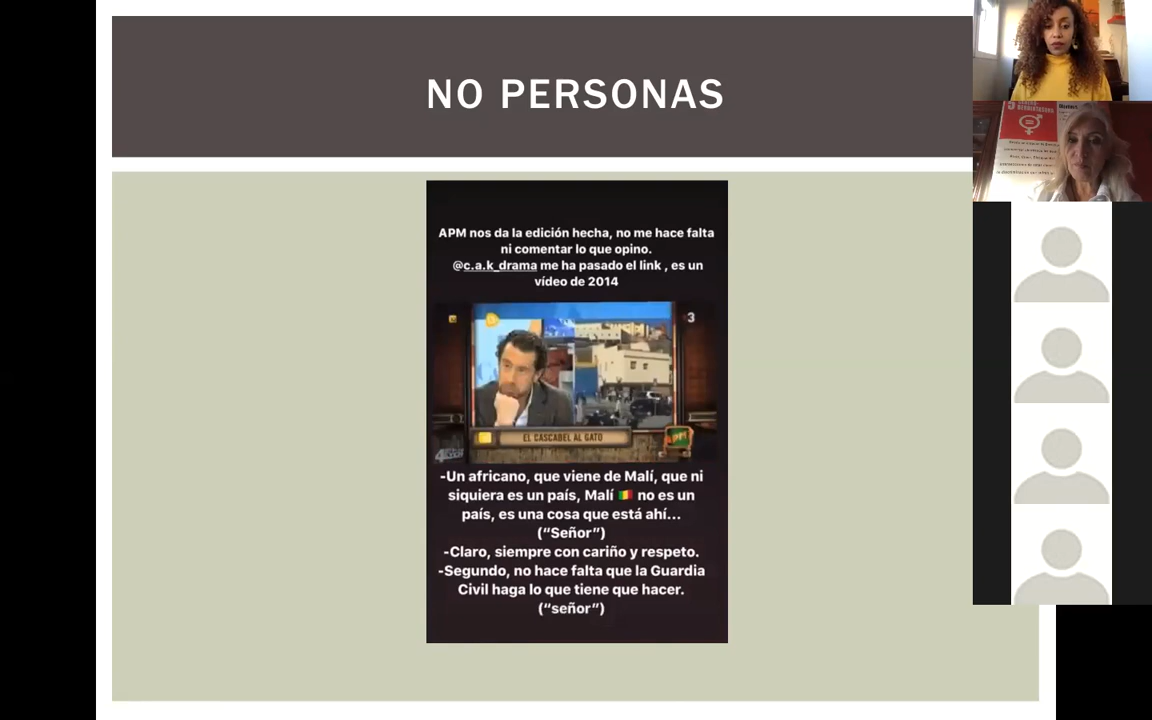 NO PERSONAS
APM nos da la edición hecha, no me hace falta
ni comentar lo que opino.
@c.a.k_drama me ha pasado el link , es un
vídeo de 2014
3
EL CASCABEL AL GATO
-Un africano, que viene de Malí, que ni
siquiera es un país, Malí 🇲🇱 no es un
país, es una cosa que está ahí...
(“Señor”)
-Claro, siempre con cariño y respeto.
-Segundo, no hace falta que la Guardia
Civil haga lo que tiene que hacer.
(“señor”)